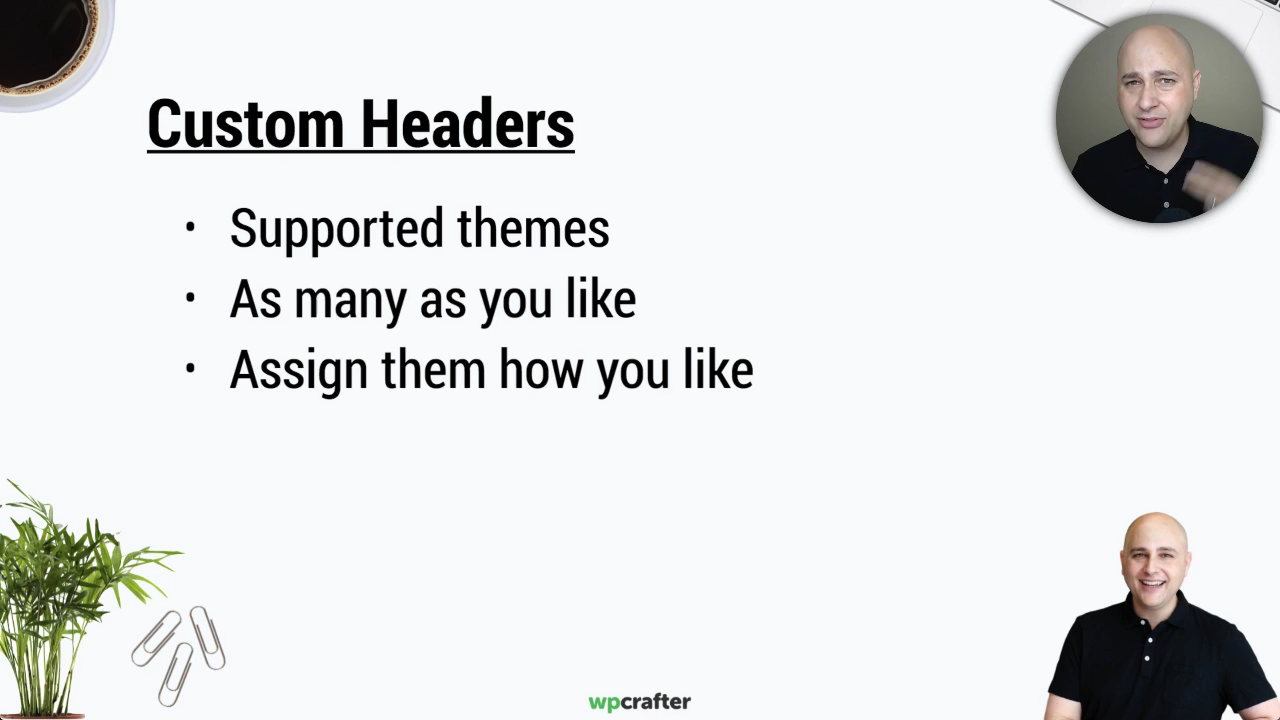 Custom Headers
• Supported themes
• As many as you like
• Assign them how you like
wpcrafter